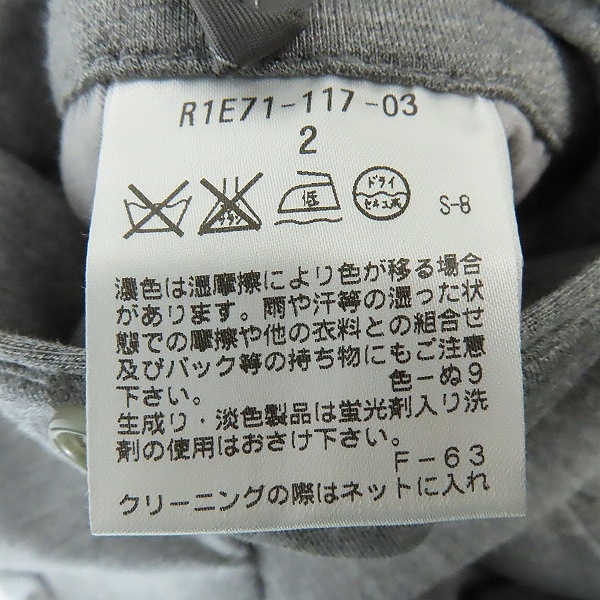 R1E71-117-03
2
エンソ
サラシ
低
ドライ
セキユ系
S-8
濃色は湿摩擦により色が移る場合
があります。雨や汗等の湿った状
態での摩擦や他の衣料との組合せ
及びバック等の持ち物にもご注意
下さい。 色ーぬ9
生成り・淡色製品は蛍光剤入り洗
剤の使用はおさけ下さい。
F-63
クリーニングの際はネットに入れ